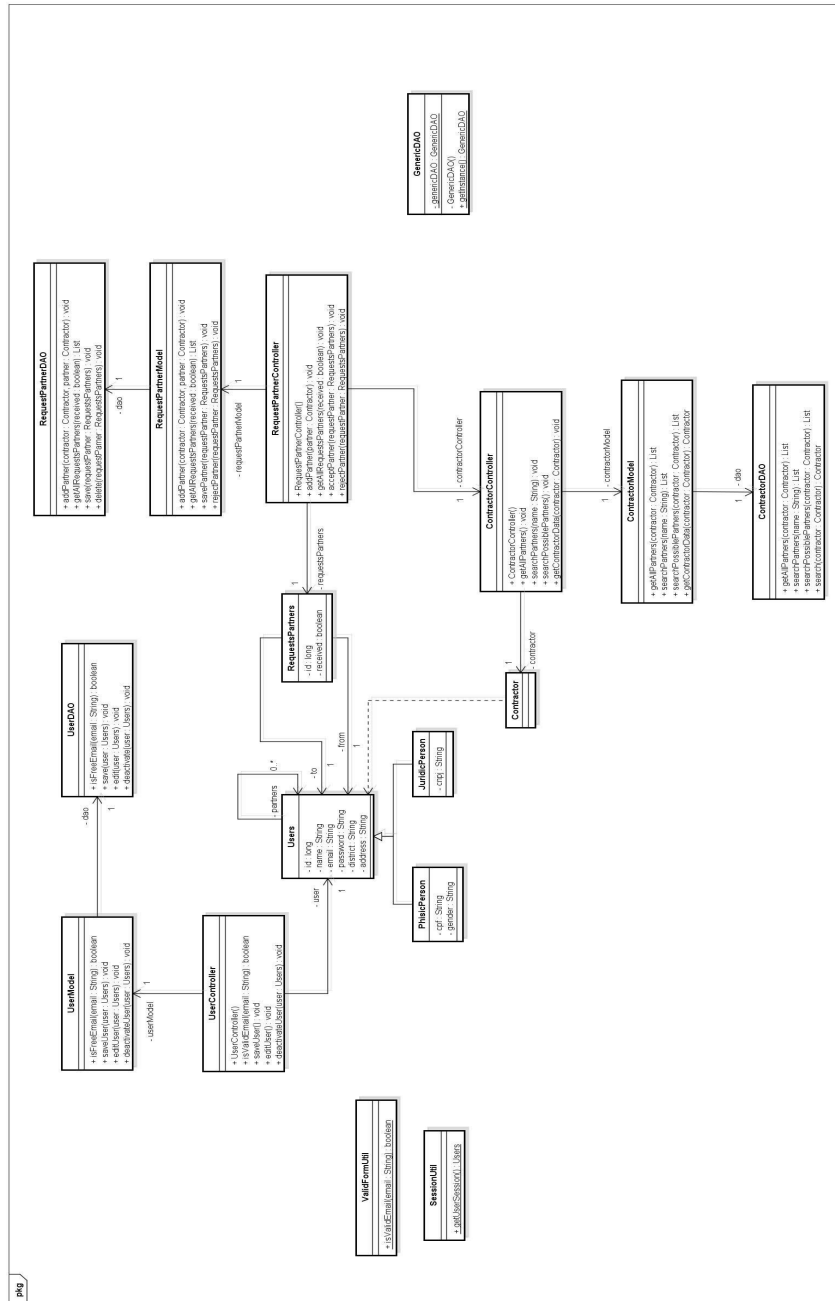 pkg
UserModel
+ isFreeEmail(email : String) : boolean
+ saveUser(user : Users) : void
+ editUser(user : Users) : void
+ deactivateUser(user : Users) : void
- dao
1
UserDAO
+ isFreeEmail(email : String) : boolean
+ save(user : Users) : void
+ edit(user : Users) : void
+ deactivate(user : Users) : void
RequestPartnerDAO
+ addPartner(contractor : Contractor, partner : Contractor) : void
+ getAllRequestsPartners(received : boolean) : List
+ save(requestPartner : RequestsPartners) : void
+ delete(requestParner : RequestsPartners) : void
- dao
1
RequestPartnerModel
+ addPartner(contractor : Contractor, partner : Contractor) : void
+ getAllRequestsPartners(received : boolean) : List
+ savePartner(requestPartner : RequestsPartners) : void
+ rejectPartner(requestPartner : RequestsPartners) : void
- userModel
1
UserController
+ UserController()
+ isValidEmail(email : String) : boolean
+ saveUser() : void
+ editUser() : void
+ deactivateUser(user : Users) : void
- requestPartnerModel
1
RequestPartnerController
+ RequestPartnerController()
+ addPartner(partner : Contractor) : void
+ getAllRequestsPartners(received : boolean) : void
+ acceptPartner(requestPartner : RequestsPartners) : void
+ rejectPartner(requestPartner : RequestsPartners) : void
- user
1
- partners
0..*
Users
- id : long
- name : String
- email : String
- password : String
- district : String
- address : String
- to
1
- from
1
RequestsPartners
- id : long
- received : boolean
- requestsPartners
1
ValidFormUtil
+ isValidEmail(email : String) : boolean
PhisicPerson
- cpf : String
- gender : String
JuridicPerson
- cnpj : String
GenericDAO
- genericDAO : GenericDAO
- GenericDAO()
+ getInstance() : GenericDAO
SessionUtil
+ getUserSession() : Users
- contractorController
1
Contractor
- contractor
1
ContractorController
+ ContractorController()
+ getAllPartners() : void
+ searchPartners(name : String) : void
+ searchPossiblePartners() : void
+ getContractorData(contractor : Contractor) : void
- contractorModel
1
ContractorModel
+ getAllPartners(contractor : Contractor) : List
+ searchPartners(name : String) : List
+ searchPossiblePartners(contractor : Contractor) : List
+ getContractorData(contractor : Contractor) : Contractor
- dao
1
ContractorDAO
+ getAllPartners(contractor : Contractor) : List
+ searchPartners(name : String) : List
+ searchPossiblePartners(contractor : Contractor) : List
+ search(contractor : Contractor) : Contractor